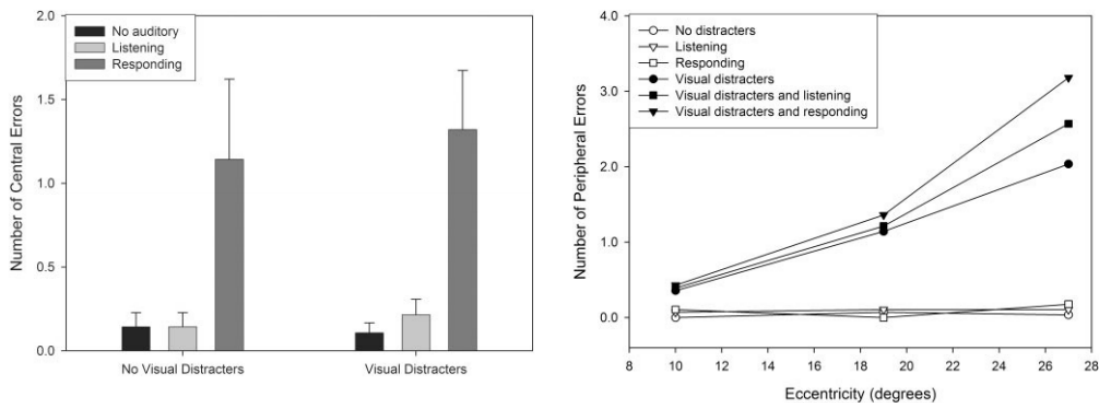 Number of Central Errors
2.0
1.5
1.0
0.5
0.0
No auditory
Listening
Responding
No Visual Distracters
Visual Distracters
Number of Peripheral Errors
4.0
3.0
2.0
1.0
0.0
No distracters
Listening
Responding
Visual distracters
Visual distracters and listening
Visual distracters and responding
8 10 12 14 16 18 20 22 24 26 28
Eccentricity (degrees)